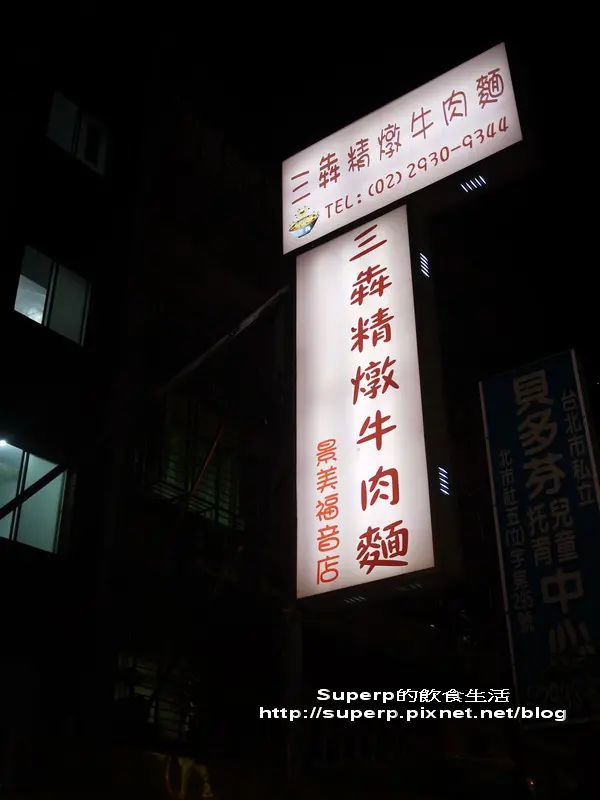 三犇精燉牛肉麵
TEL: (02) 2930-9344
三犇精燉牛肉麵
景美福音店
台北市私立
貝多芬兒童
托育中心
Superp的飲食生活
http://superp.pixnet.net/blog